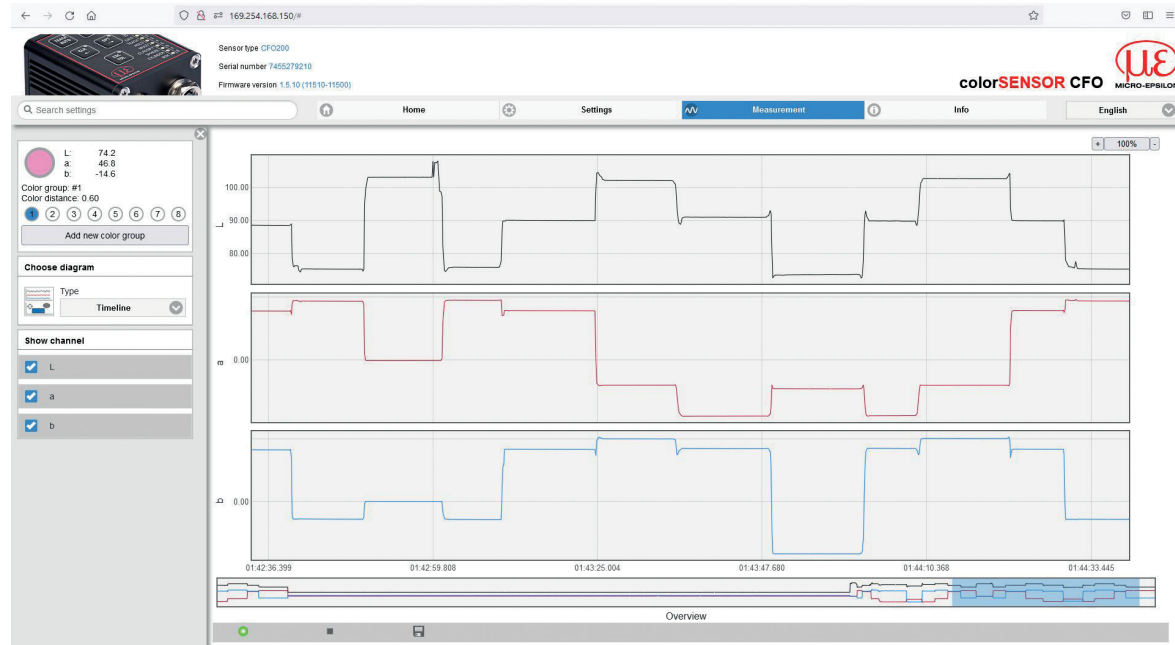 169.254.168.150/#
Sensor type CFO200
Serial number 7455279210
Firmware version 1.5.10 (11510-11500)
colorSENSOR CFO
με
MICRO-EPSILON
Search settings
Home
Settings
Measurement
Info
English
L: 74.2
a: 46.8
b: -14.6
Color group: #1
Color distance: 0.60
1 2 3 4 5 6 7 8
Add new color group
Choose diagram
Type
Timeline
Show channel
L
a
b
+ 100% -
L
100.00
90.00
80.00
a
0.00
b
0.00
01:42:36.399 01:42:59.808 01:43:25.004 01:43:47.680 01:44:10.368 01:44:33.445
Overview